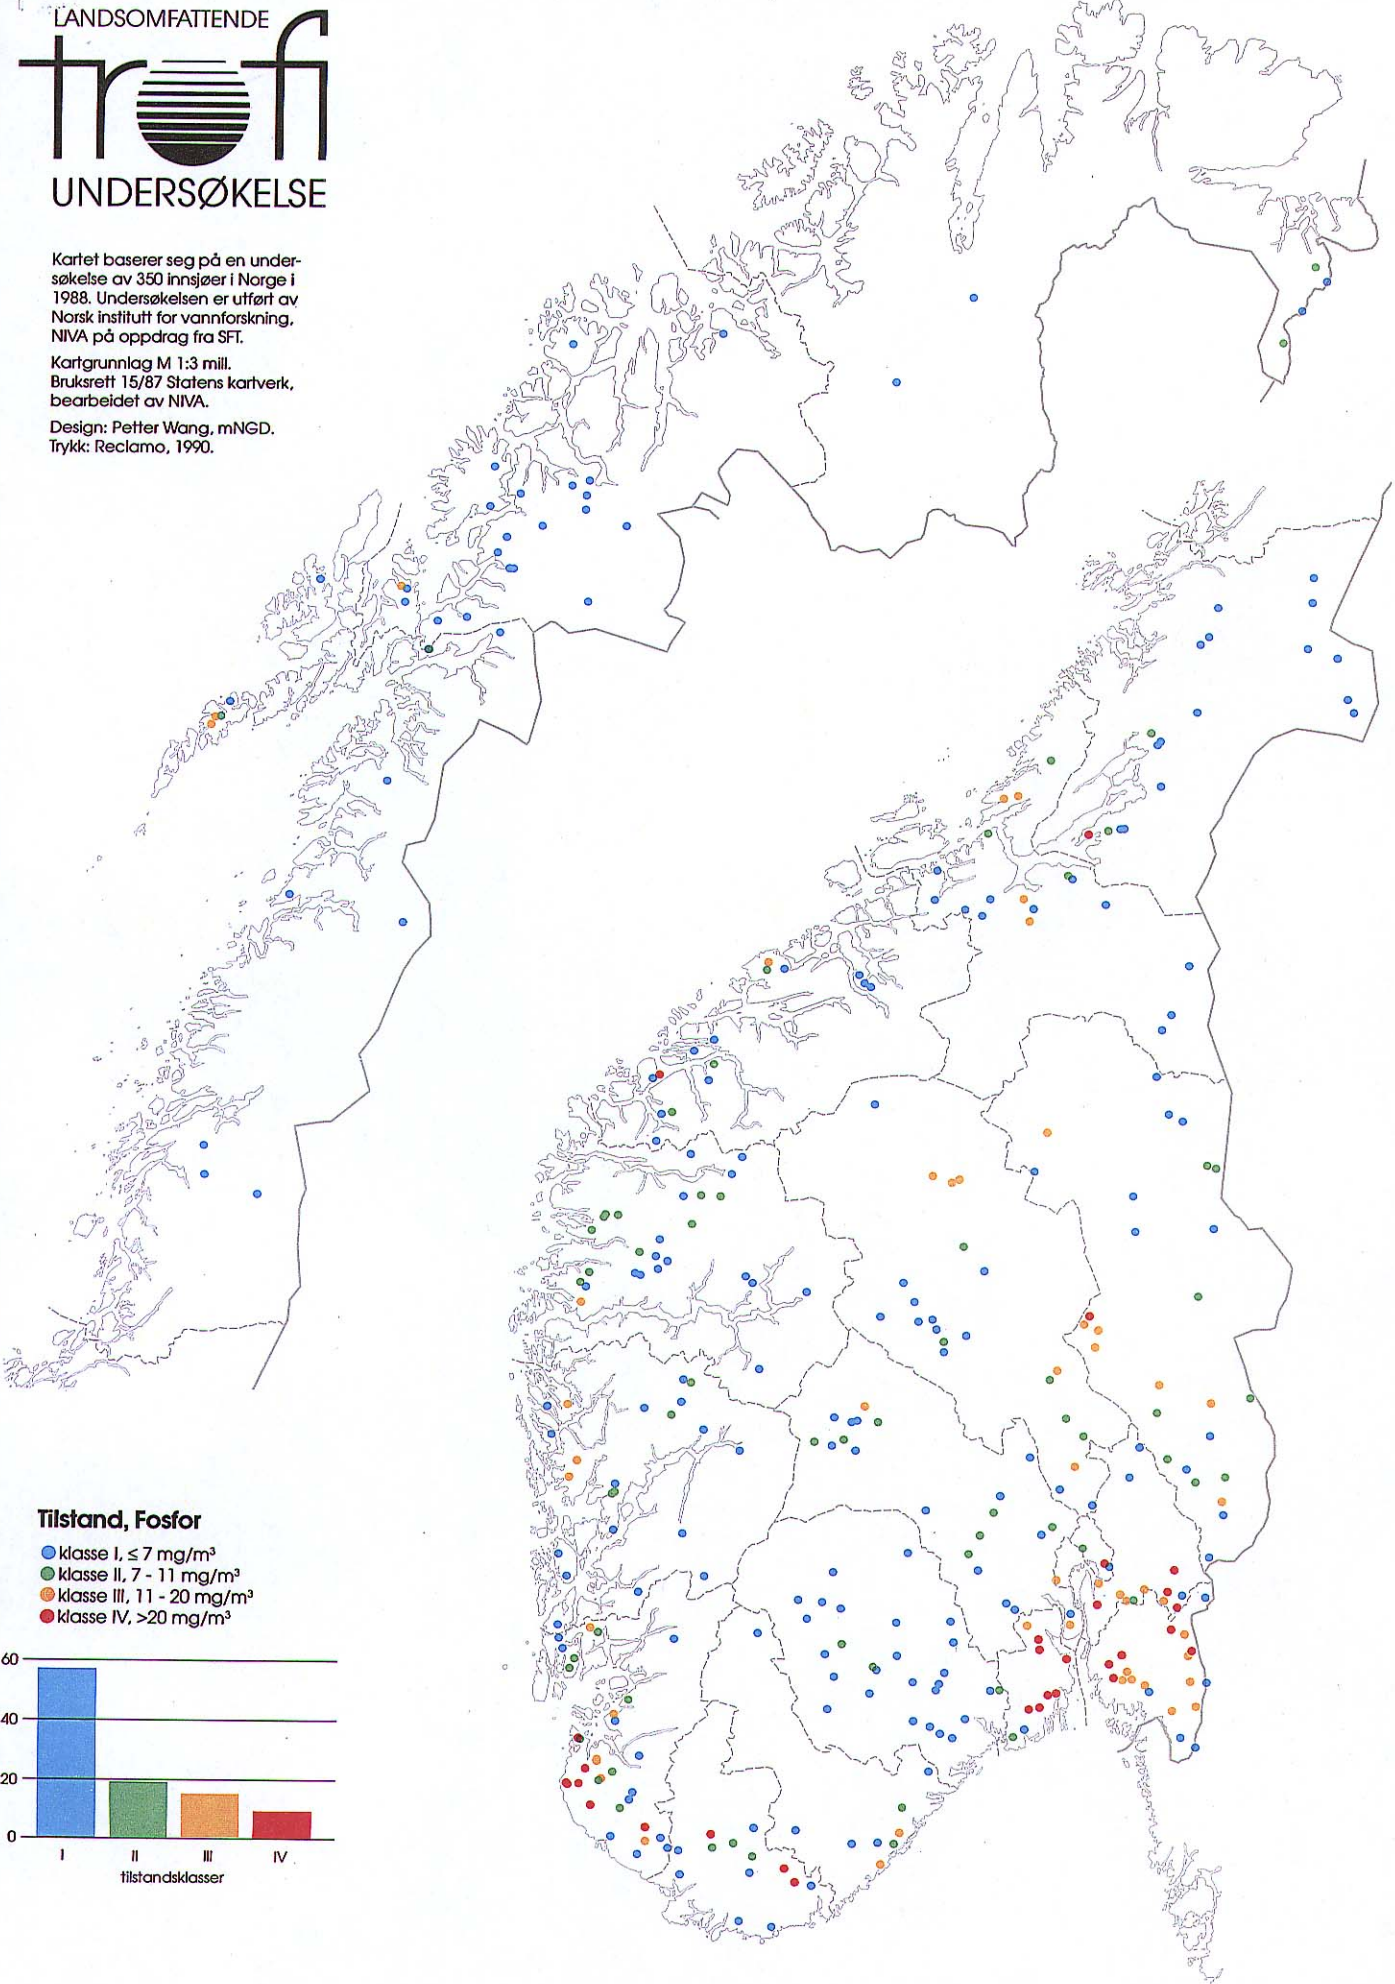 LANDSOMFATTENDE
trofi
UNDERSØKELSE
Kartet baserer seg på en under-
søkelse av 350 innsjøer i Norge i
1988. Undersøkelsen er utført av
Norsk institutt for vannforskning,
NIVA på oppdrag fra SFT.
Kartgrunnlag M 1:3 mill.
Bruksrett 15/87 Statens kartverk,
bearbeidet av NIVA.
Design: Petter Wang, mNGD.
Trykk: Reclamo, 1990.
Tilstand, Fosfor
klasse I, ≤ 7 mg/m³
klasse II, 7 - 11 mg/m³
klasse III, 11 - 20 mg/m³
klasse IV, >20 mg/m³
60
40
20
0
I II III IV
tilstandsklasser